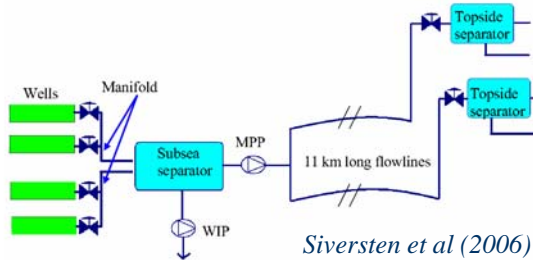 Topside
separator
Wells
Manifold
Topside
separator
Subsea
separator
MPP
11 km long flowlines
WIP
Siversten et al (2006)